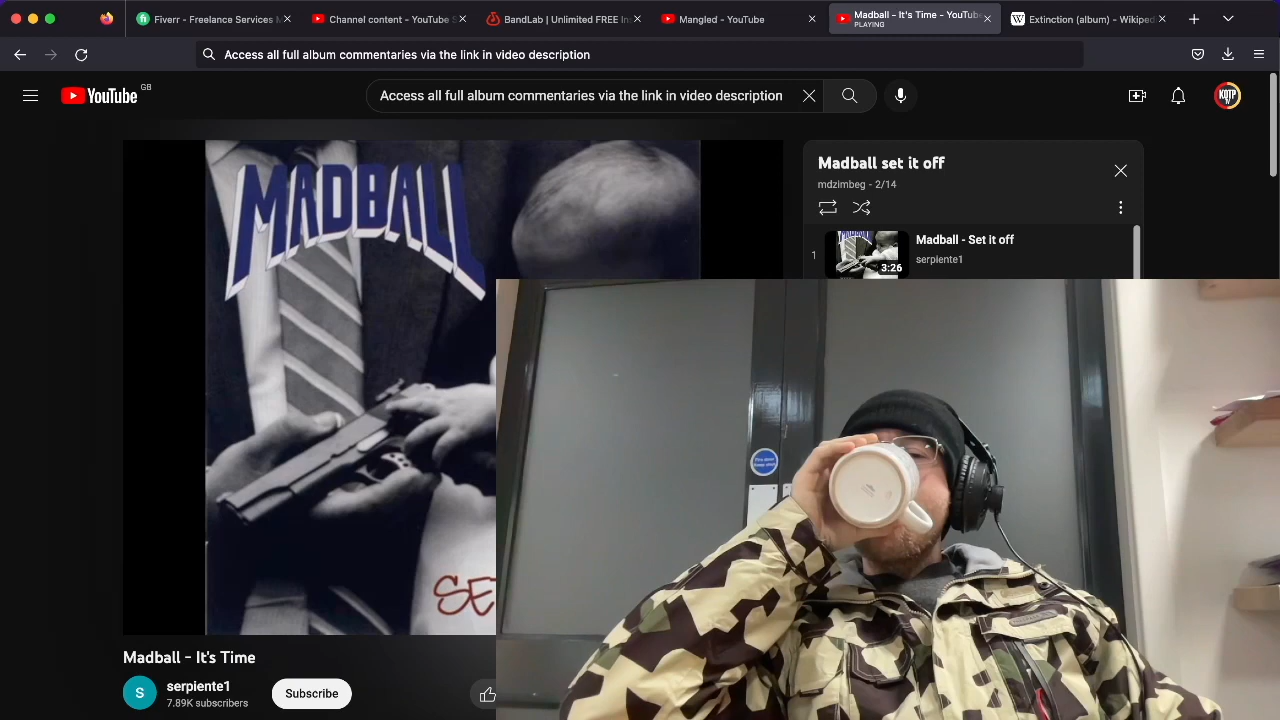 Fiverr - Freelance Services M
Channel content - YouTube S
BandLab | Unlimited FREE In
Mangled - YouTube
Madball - It's Time - YouTube
PLAYING
Extinction (album) - Wikiped
Access all full album commentaries via the link in video description
YouTube GB
Access all full album commentaries via the link in video description
KQTP
MADBALL
SE
Madball set it off
mdzimbeg - 2/14
1
3:26
Madball - Set it off
serpiente1
Madball - It's Time
S
serpiente1
7.89K subscribers
Subscribe